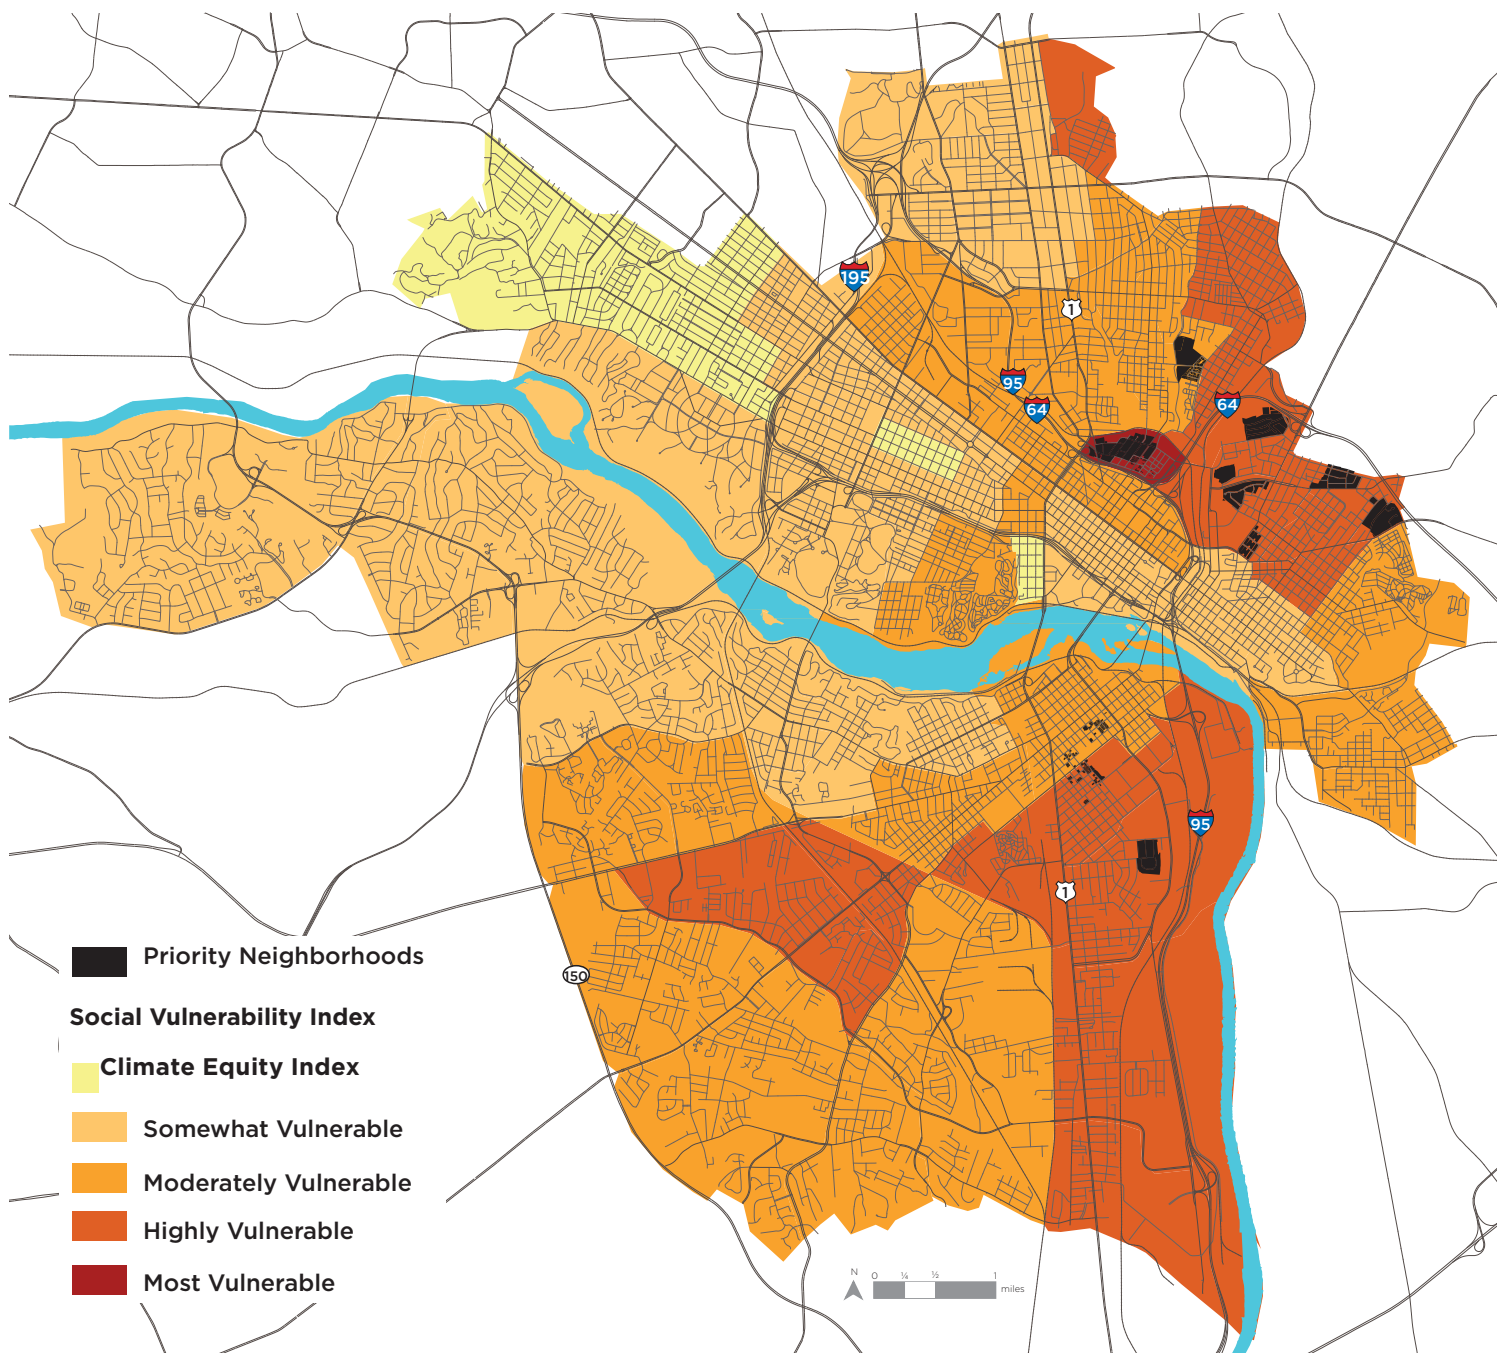 195
1
95
64
64
95
1
150
Priority Neighborhoods
Social Vulnerability Index
Climate Equity Index
Somewhat Vulnerable
Moderately Vulnerable
Highly Vulnerable
Most Vulnerable
N
0 ¼ ½ 1
miles